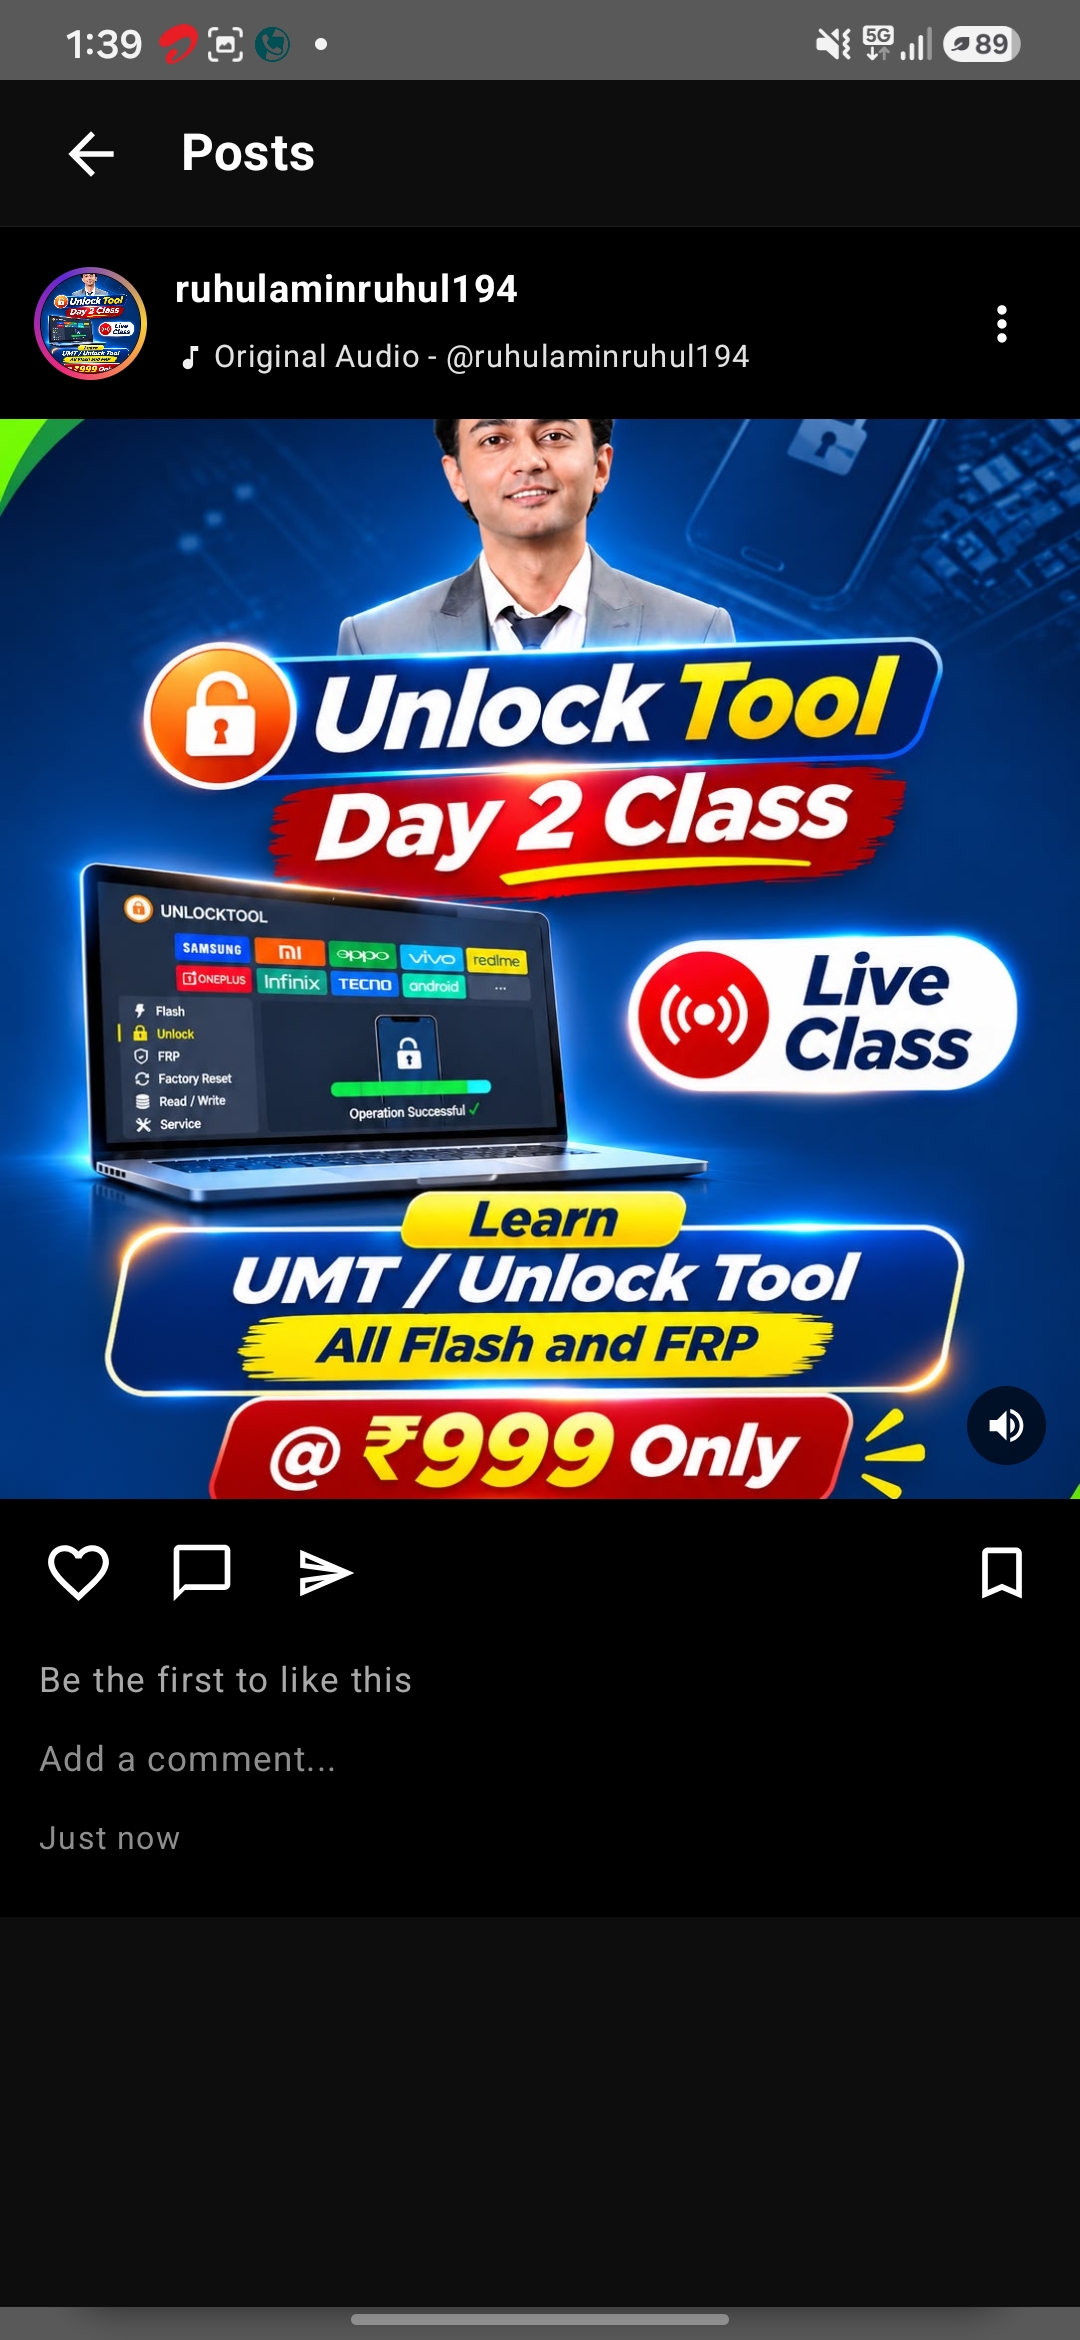 1:39
5G
89
Posts
ruhulaminruhul194
Original Audio - @ruhulaminruhul194
Unlock Tool
Day 2 Class
UNLOCKTOOL
SAMSUNG
mi
oppo
vivo
realme
ONEPLUS
Infinix
TECNO
android
...
Flash
Unlock
FRP
Factory Reset
Read / Write
Service
Operation Successful ✓
Live
Class
Learn
UMT / Unlock Tool
All Flash and FRP
@ ₹999 Only
Be the first to like this
Add a comment...
Just now